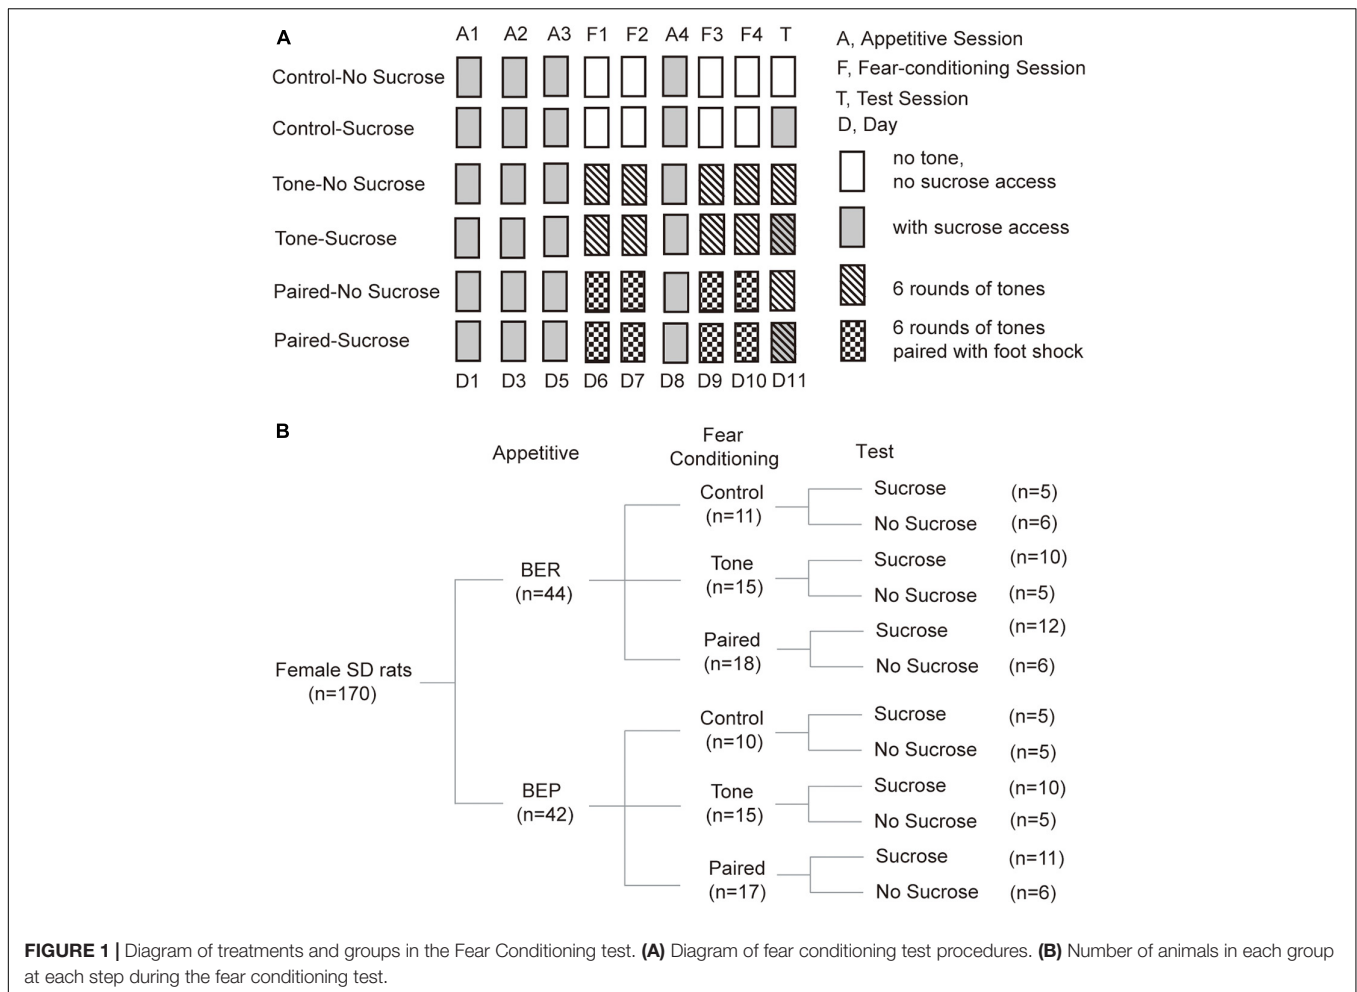 A
A1 A2 A3 F1 F2 A4 F3 F4 T
Control-No Sucrose
Control-Sucrose
Tone-No Sucrose
Tone-Sucrose
Paired-No Sucrose
Paired-Sucrose
D1 D3 D5 D6 D7 D8 D9 D10 D11
A, Appetitive Session
F, Fear-conditioning Session
T, Test Session
D, Day
no tone,
no sucrose access
with sucrose access
6 rounds of tones
6 rounds of tones
paired with foot shock
B
Appetitive
Fear
Conditioning
Test
Female SD rats
(n=170)
BER
(n=44)
Control
(n=11)
Sucrose (n=5)
No Sucrose (n=6)
Tone
(n=15)
Sucrose (n=10)
No Sucrose (n=5)
Paired
(n=18)
Sucrose (n=12)
No Sucrose (n=6)
BEP
(n=42)
Control
(n=10)
Sucrose (n=5)
No Sucrose (n=5)
Tone
(n=15)
Sucrose (n=10)
No Sucrose (n=5)
Paired
(n=17)
Sucrose (n=11)
No Sucrose (n=6)
FIGURE 1 | Diagram of treatments and groups in the Fear Conditioning test. (A) Diagram of fear conditioning test procedures. (B) Number of animals in each group
at each step during the fear conditioning test.